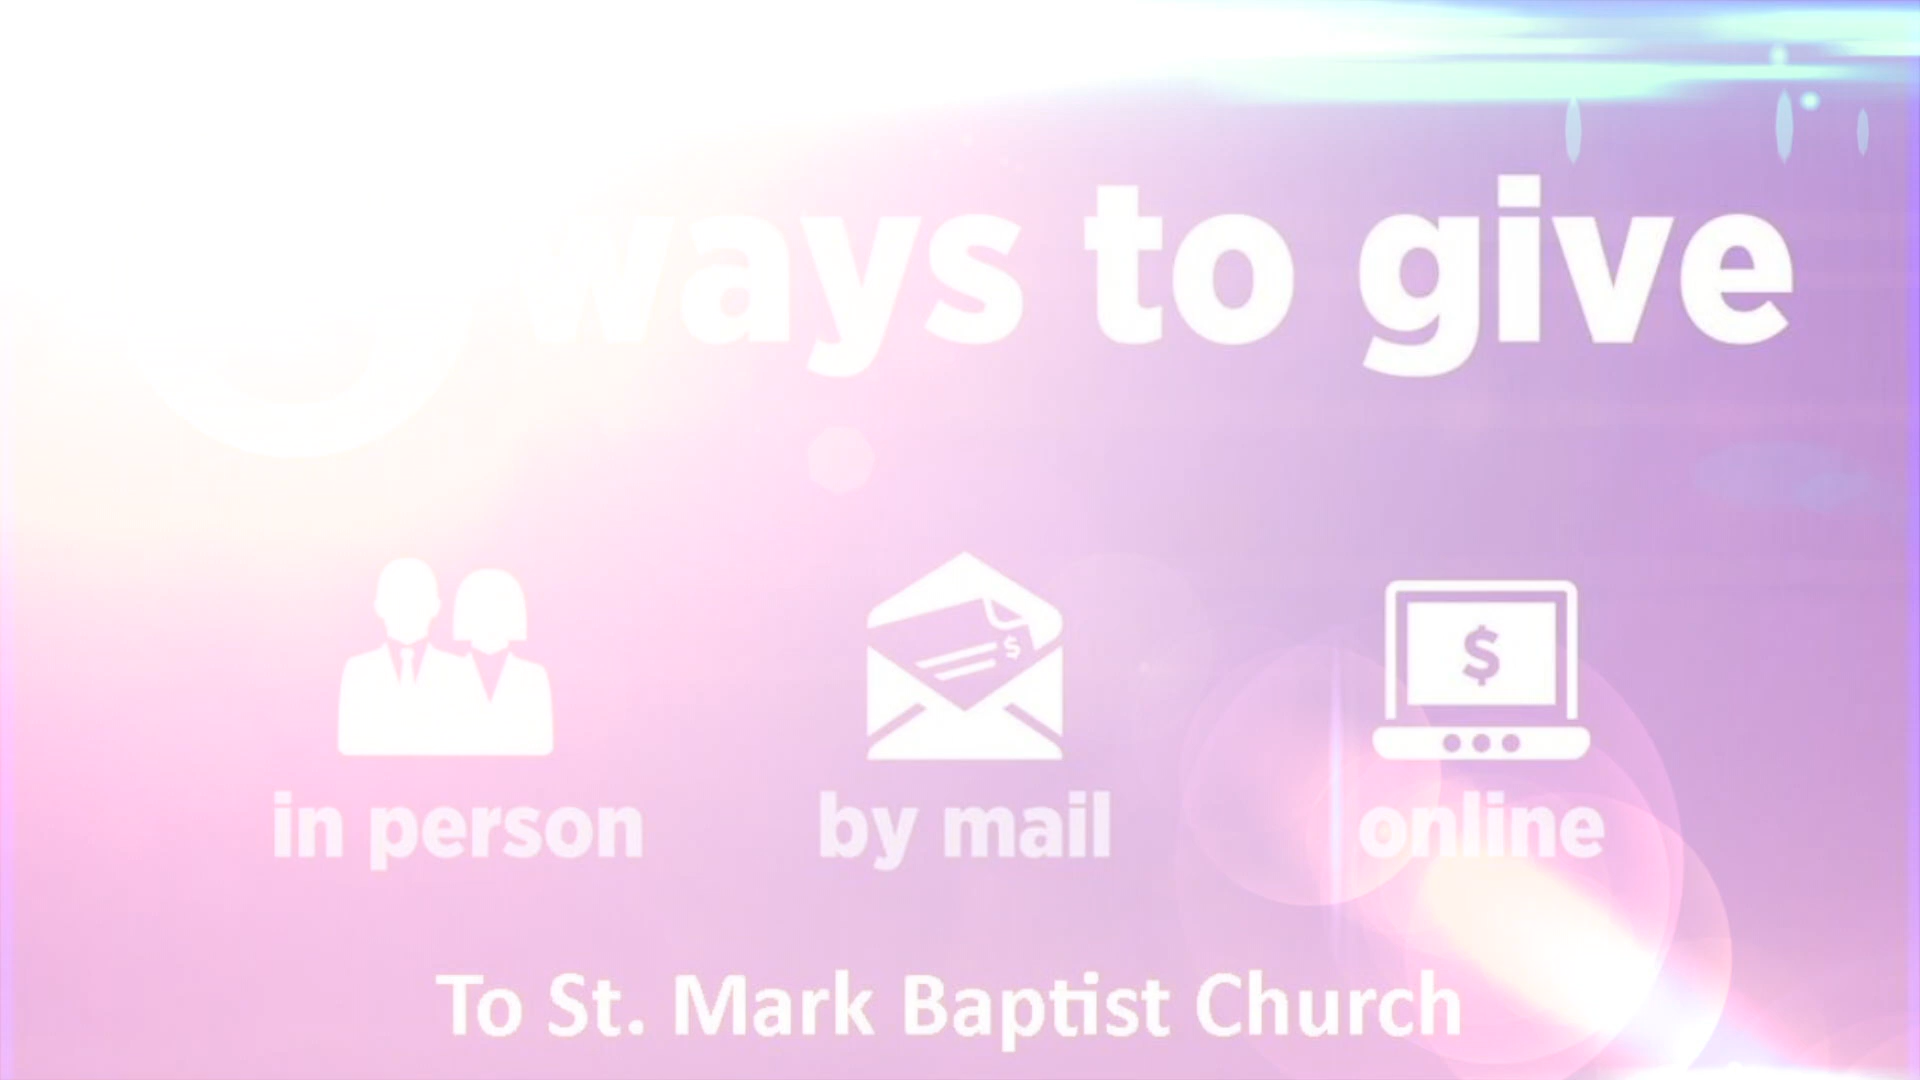 ways to give
$
$
in person by mail online
To St. Mark Baptist Church